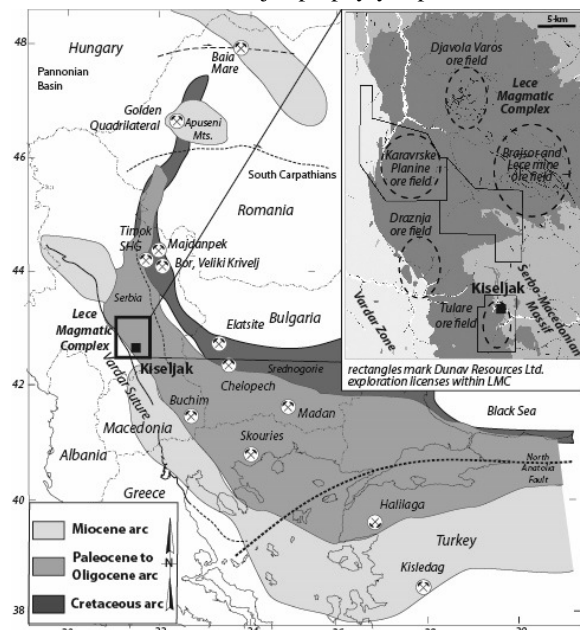 48
Hungary
Pannonian
Basin
Baia
Mare
Golden
Quadrilateral
Apuseni
Mts.
46
South Carpathians
Romania
Timok
SHG
Majdanpek
Bor, Veliki Krivelj
44
Serbia
Lece
Magmatic
Complex
Elatsite
Bulgaria
Kiseljak
Srednogorie
Chelopech
42
Vardar Suture
Buchim
Madan
Macedonia
Black Sea
Albania
Skouries
North
Anatolia
Fault
40
Greece
Halilaga
Turkey
Kisledag
38
Miocene arc
Paleocene to
Oligocene arc
Cretaceous arc
5-km
Djavola Varos
ore field
Lece
Magmatic
Complex
Karavrske
Planine
ore field
Brajsor and
Lece mine
ore field
Draznja
ore field
Kiseljak
Tulare
ore field
Serbo-Macedonian
Massif
Vardar Zone
rectangles mark Dunav Resources Ltd.
exploration licenses within LMC